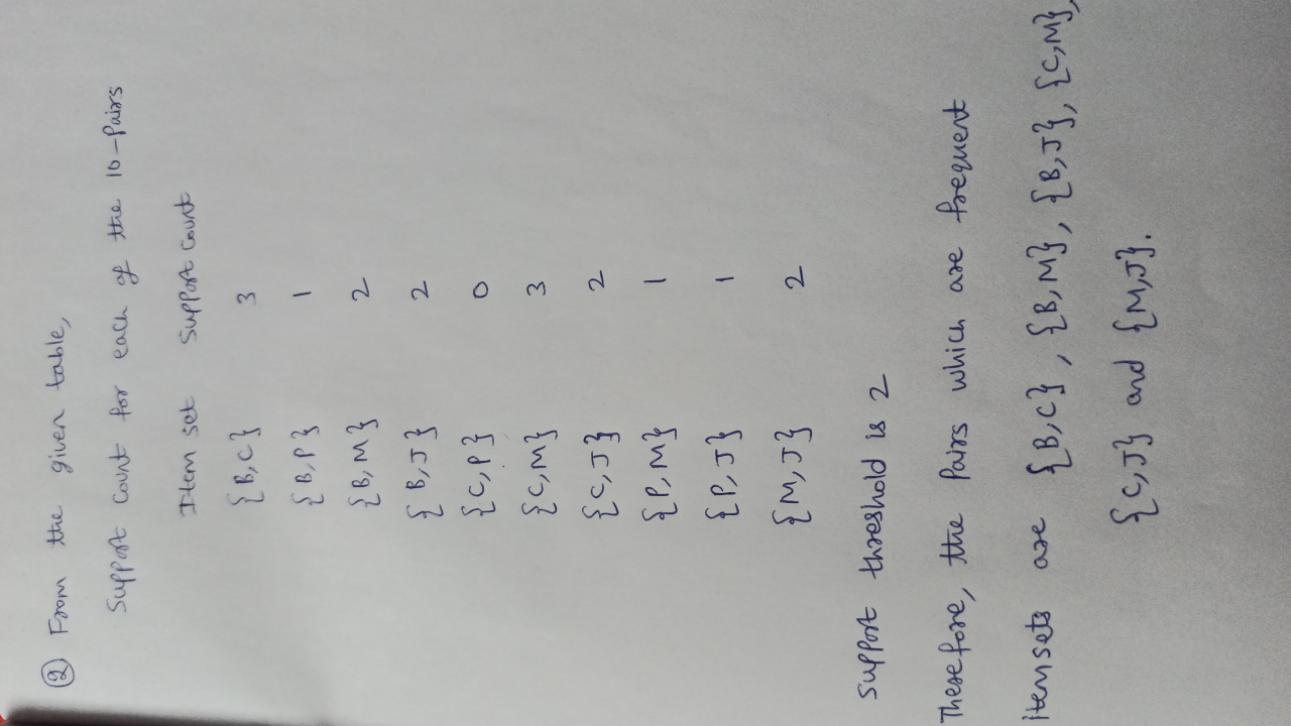 ② From the given table,
Support count for each of the 10-Pairs
Item set support count
{B,C} 3
{B,P} 1
{B,M} 2
{B,J} 2
{C,P} 0
{C,M} 3
{C,J} 2
{P,M} 1
{P,J} 1
{M,J} 2
Support threshold is 2
Therefore, the Pairs which are frequent
itemsets are {B,C}, {B,M}, {B,J}, {C,M},
{C,J} and {M,J}.